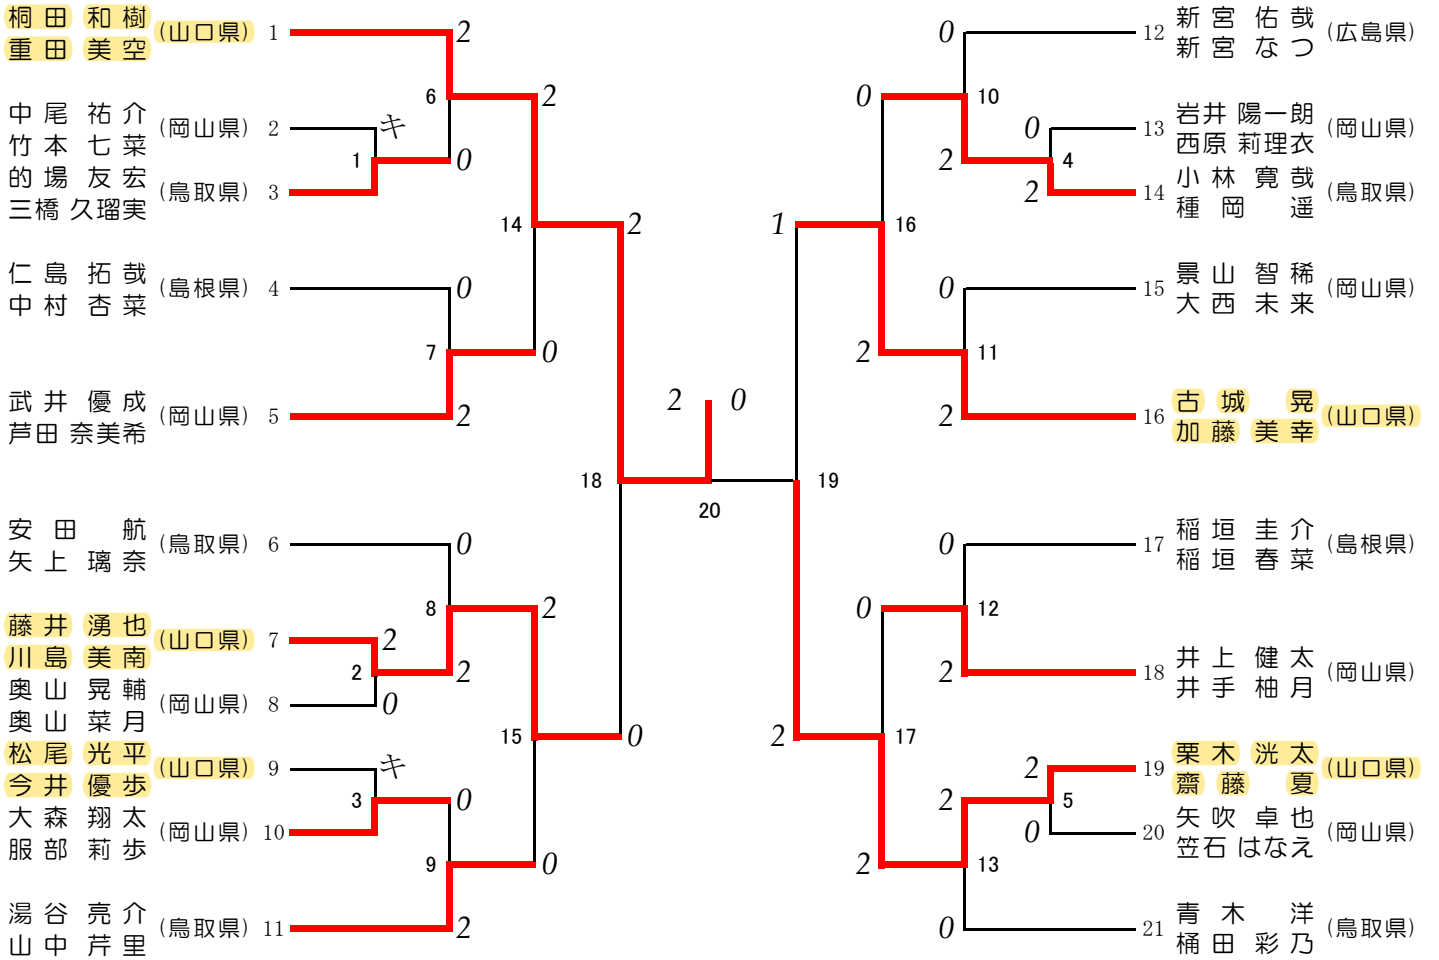 桐田 和樹
重田 美空
(山口県) 1
中尾 祐介
竹本 七菜
(岡山県) 2
的場 友宏
三橋 久瑠実
(鳥取県) 3
仁島 拓哉
中村 杏菜
(島根県) 4
武井 優成
芦田 奈美希
(岡山県) 5
安田 航
矢上 璃奈
(鳥取県) 6
藤井 湧也
川島 美南
(山口県) 7
奥山 晃輔
奥山 菜月
(岡山県) 8
松尾 光平
今井 優歩
(山口県) 9
大森 翔太
服部 莉歩
(岡山県) 10
湯谷 亮介
山中 芹里
(鳥取県) 11
2
6
2
キ
1
0
14
2
0
7
0
2
18
0
8
2
2
2
2
0
15
0
キ
3
0
9
0
2
2 0
20
12
新宮 佑哉
新宮 なつ
(広島県)
13
岩井 陽一朗
西原 莉理衣
(岡山県)
14
小林 寛哉
種岡 遥
(鳥取県)
15
景山 智稀
大西 未来
(岡山県)
16
古城 晃
加藤 美幸
(山口県)
17
稲垣 圭介
稲垣 春菜
(島根県)
18
井上 健太
井手 柚月
(岡山県)
19
栗木 洸太
齋藤 夏
(山口県)
20
矢吹 卓也
笠石 はなえ
(岡山県)
21
青木 洋
桶田 彩乃
(鳥取県)
0
0
10
0
2
4
2
1
16
0
2
11
2
19
0
0
12
2
2
17
2
2
5
0
2
13
0